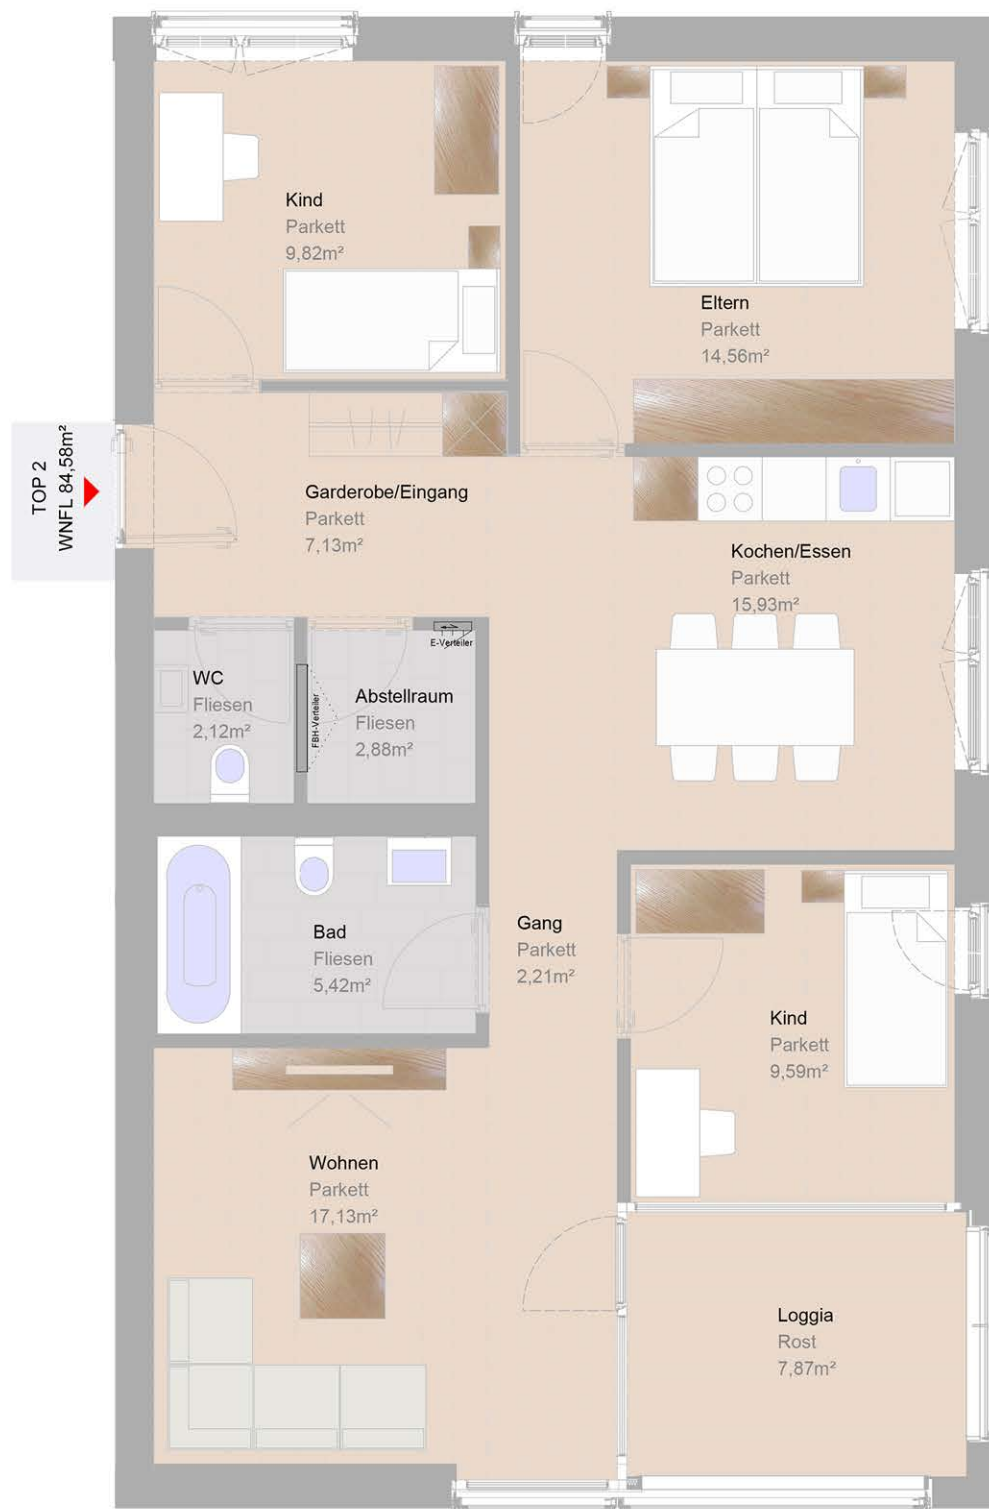 Kind
Parkett
9,82m²
Eltern
Parkett
14,56m²
TOP 2
WNFL 84,58m²
Garderobe/Eingang
Parkett
7,13m²
Kochen/Essen
Parkett
15,93m²
E-Verteiler
WC
Fliesen
2,12m²
FBH-Verteiler
Abstellraum
Fliesen
2,88m²
Bad
Fliesen
5,42m²
Gang
Parkett
2,21m²
Kind
Parkett
9,59m²
Wohnen
Parkett
17,13m²
Loggia
Rost
7,87m²